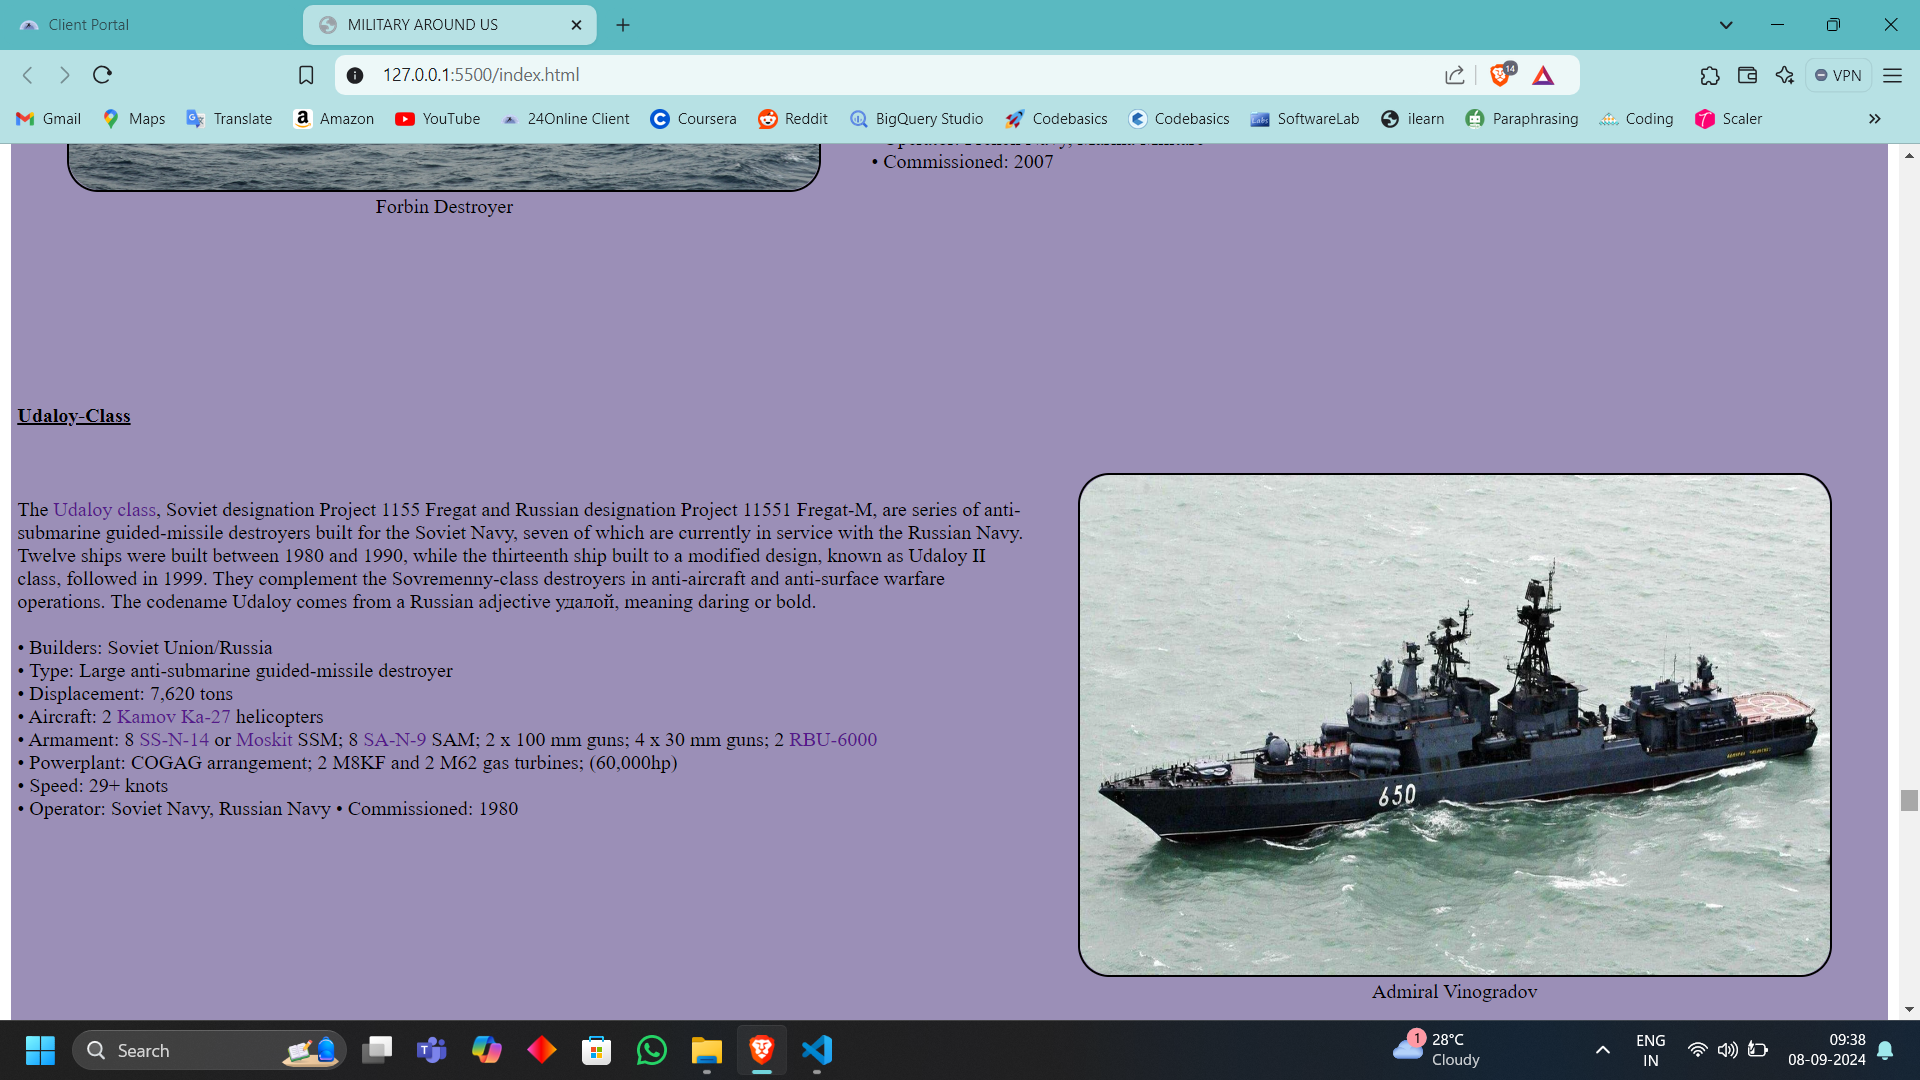 Client Portal
MILITARY AROUND US
127.0.0.1:5500/index.html
14
VPN
Gmail
Maps
Translate
Amazon
YouTube
24Online Client
Coursera
Reddit
BigQuery Studio
Codebasics
Codebasics
Labs
SoftwareLab
ilearn
Paraphrasing
Coding
Scaler
• Commissioned: 2007
Forbin Destroyer
Udaloy-Class
The Udaloy class, Soviet designation Project 1155 Fregat and Russian designation Project 11551 Fregat-M, are series of anti-
submarine guided-missile destroyers built for the Soviet Navy, seven of which are currently in service with the Russian Navy.
Twelve ships were built between 1980 and 1990, while the thirteenth ship built to a modified design, known as Udaloy II
class, followed in 1999. They complement the Sovremenny-class destroyers in anti-aircraft and anti-surface warfare
operations. The codename Udaloy comes from a Russian adjective удалой, meaning daring or bold.
• Builders: Soviet Union/Russia
• Type: Large anti-submarine guided-missile destroyer
• Displacement: 7,620 tons
• Aircraft: 2 Kamov Ka-27 helicopters
• Armament: 8 SS-N-14 or Moskit SSM; 8 SA-N-9 SAM; 2 x 100 mm guns; 4 x 30 mm guns; 2 RBU-6000
• Powerplant: COGAG arrangement; 2 M8KF and 2 M62 gas turbines; (60,000hp)
• Speed: 29+ knots
• Operator: Soviet Navy, Russian Navy • Commissioned: 1980
650
Admiral Vinogradov
Search
1
28°C
Cloudy
ENG
IN
09:38
08-09-2024